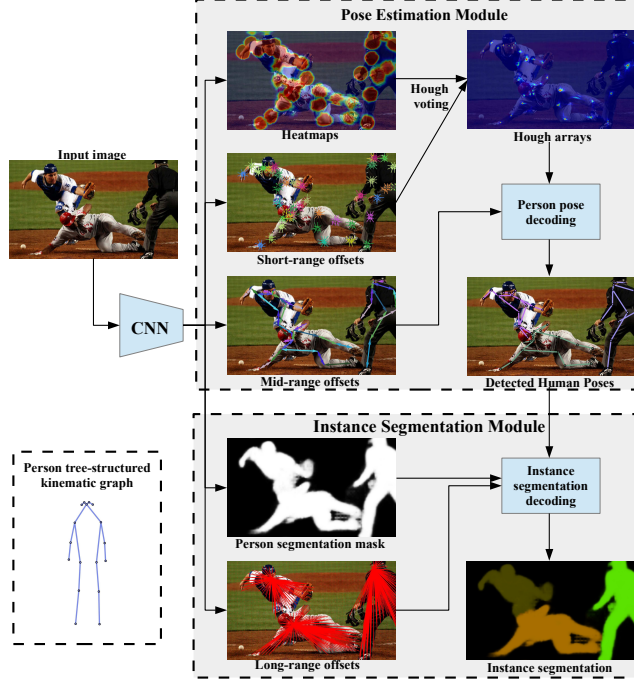 Pose Estimation Module
Heatmaps
Hough
voting
Hough arrays
Input image
Short-range offsets
Person pose
decoding
CNN
Mid-range offsets
Detected Human Poses
Instance Segmentation Module
Person tree-structured
kinematic graph
Person segmentation mask
Instance
segmentation
decoding
Long-range offsets
Instance segmentation